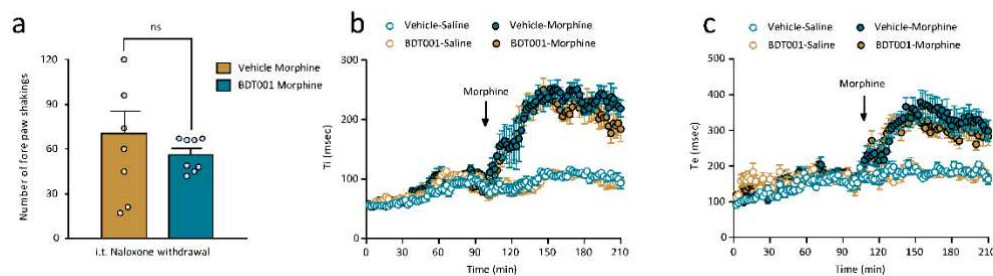 a
ns
Number of fore paw shakings
120
90
60
30
0
Vehicle Morphine
BDT001 Morphine
i.t. Naloxone withdrawal
b
Vehicle-Saline
Vehicle-Morphine
BDT001-Saline
BDT001-Morphine
TI (msec)
300
200
100
0
Morphine
0 30 60 90 120 150 180 210
Time (min)
c
Vehicle-Saline
Vehicle-Morphine
BDT001-Saline
BDT001-Morphine
Te (msec)
500
400
300
200
100
0
Morphine
0 30 60 90 120 150 180 210
Time (min)